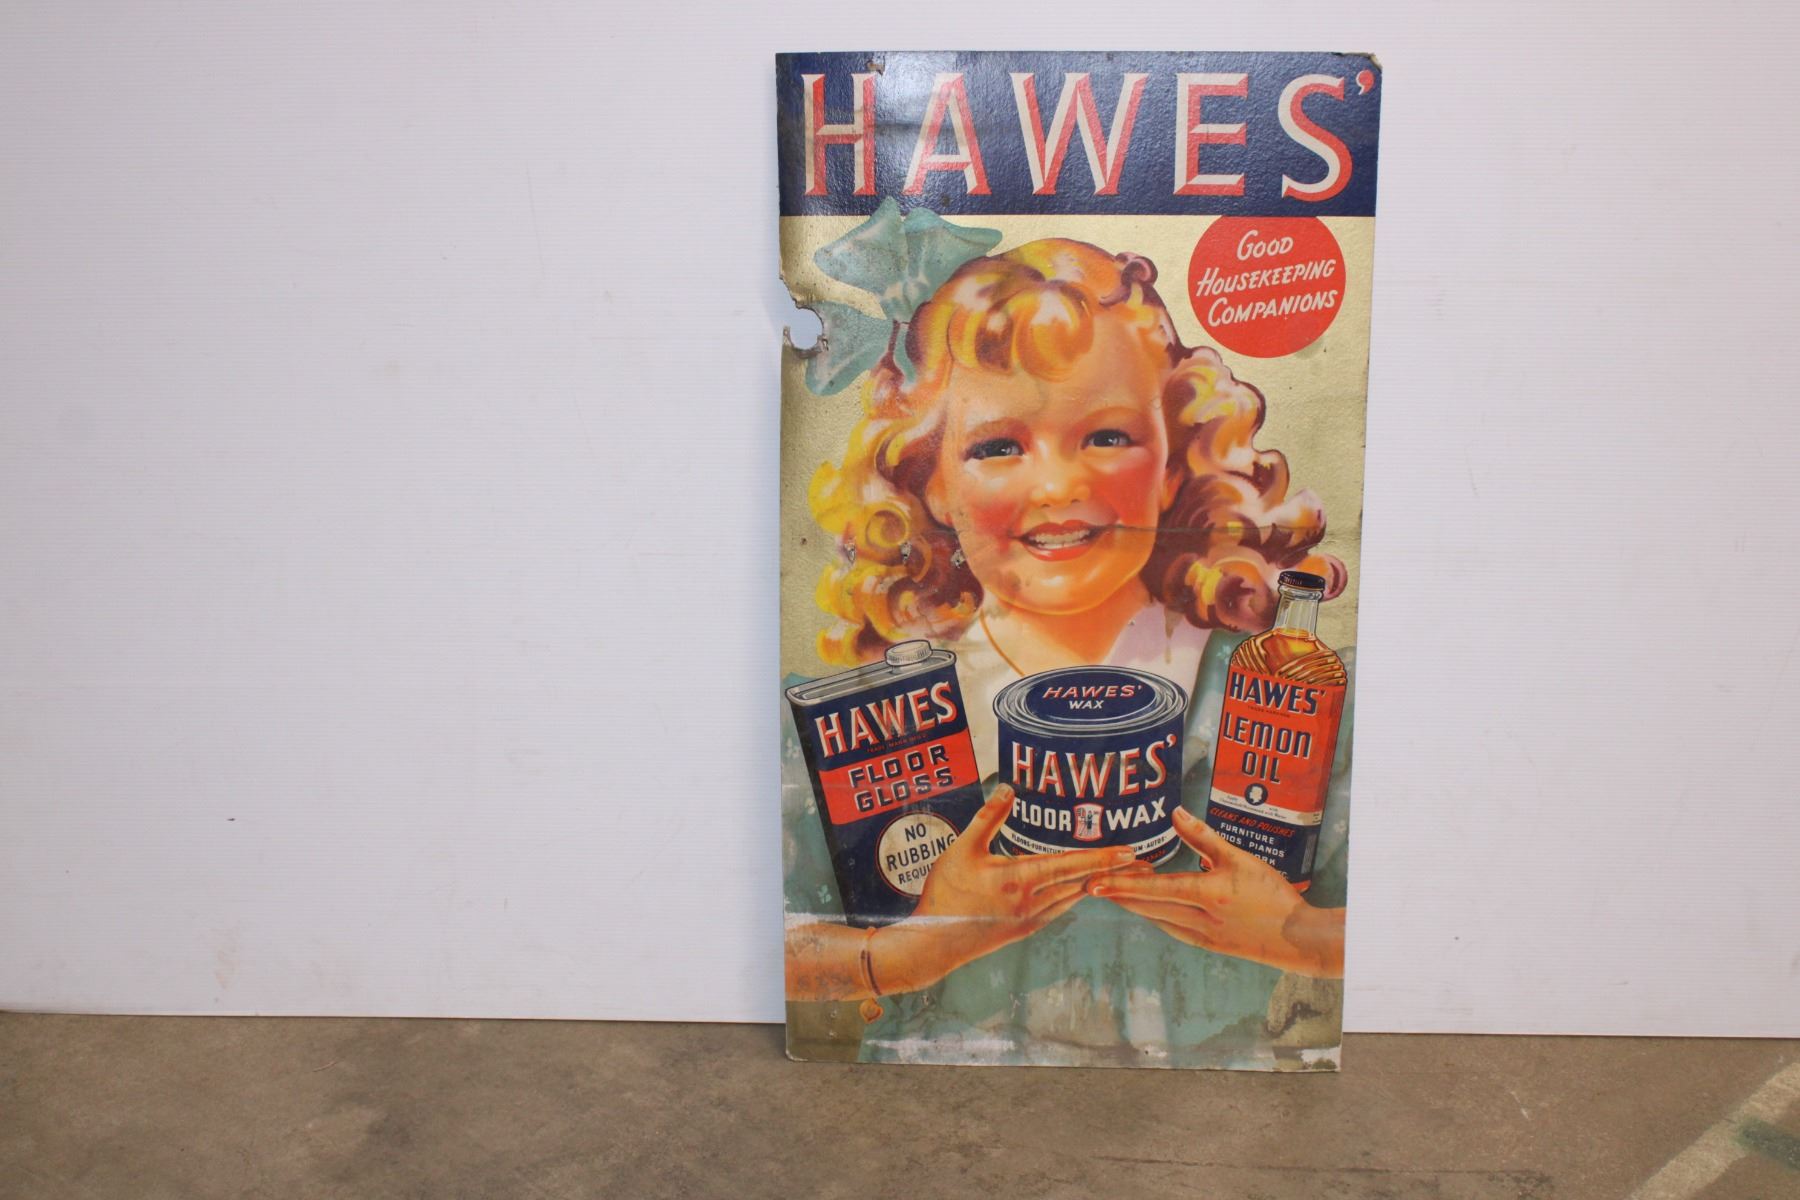 HAWES'
GOOD
HOUSEKEEPING
COMPANIONS
HAWES
FLOOR
GLOSS
NO
RUBBING
HAWES'
WAX
HAWES'
FLOOR WAX
HAWES'
LEMON
OIL
CLEANS AND POLISHES
FURNITURE
PIANOS